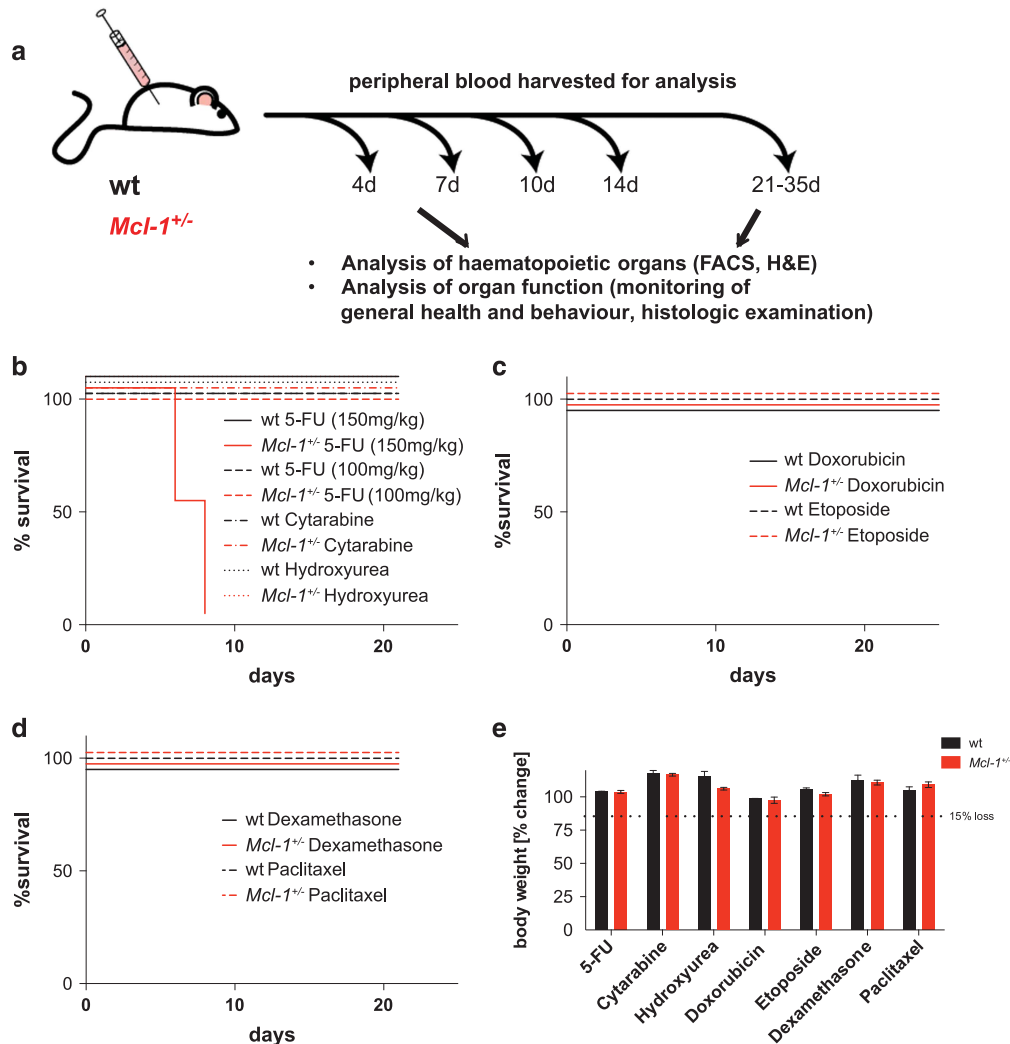 a
peripheral blood harvested for analysis
wt
Mcl-1+/-
4d
7d
10d
14d
21-35d
• Analysis of haematopoietic organs (FACS, H&E)
• Analysis of organ function (monitoring of
general health and behaviour, histologic examination)
b
% survival
100
50
0
0
10
20
days
wt 5-FU (150mg/kg)
Mcl-1+/- 5-FU (150mg/kg)
wt 5-FU (100mg/kg)
Mcl-1+/- 5-FU (100mg/kg)
wt Cytarabine
Mcl-1+/- Cytarabine
wt Hydroxyurea
Mcl-1+/- Hydroxyurea
c
%survival
100
50
0
0
10
20
days
wt Doxorubicin
Mcl-1+/- Doxorubicin
wt Etoposide
Mcl-1+/- Etoposide
d
%survival
100
50
0
0
10
20
days
wt Dexamethasone
Mcl-1+/- Dexamethasone
wt Paclitaxel
Mcl-1+/- Paclitaxel
e
wt
Mcl-1+/-
body weight [% change]
100
75
50
0
15% loss
5-FU
Cytarabine
Hydroxyurea
Doxorubicin
Etoposide
Dexamethasone
Paclitaxel